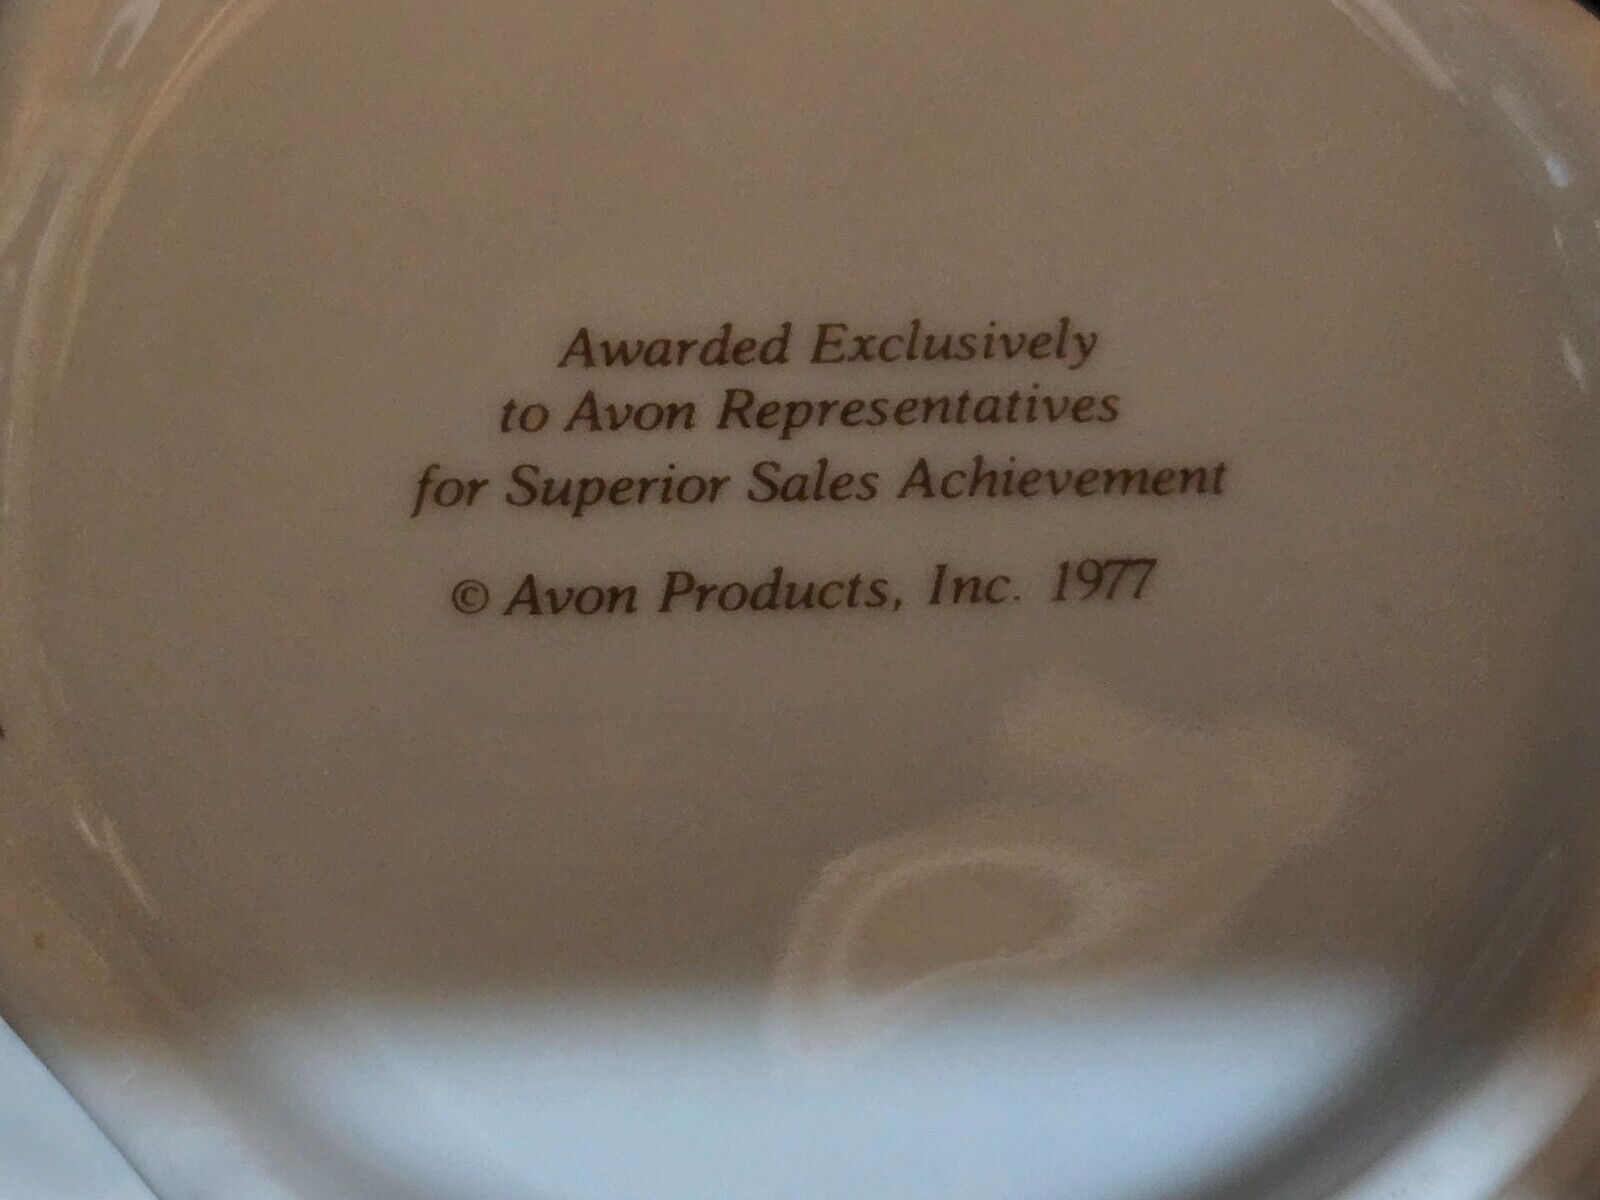 Awarded Exclusively
to Avon Representatives
for Superior Sales Achievement
© Avon Products, Inc. 1977